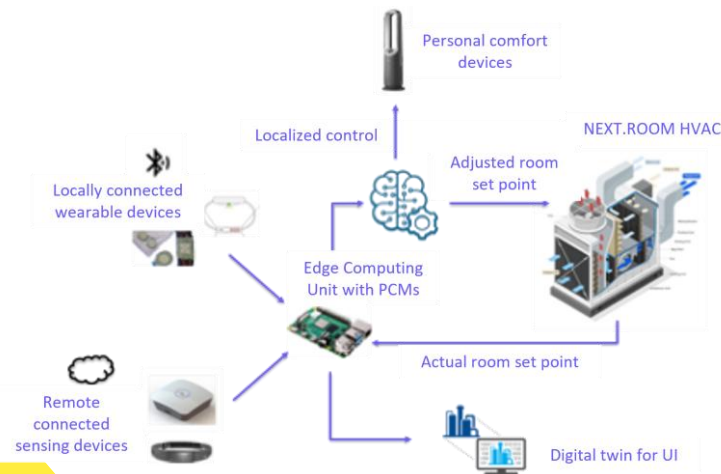 Personal comfort
devices
NEXT.ROOM HVAC
Localized control
Adjusted room
set point
Locally connected
wearable devices
Edge Computing
Unit with PCMs
Actual room set point
Remote
connected
sensing devices
Digital twin for UI